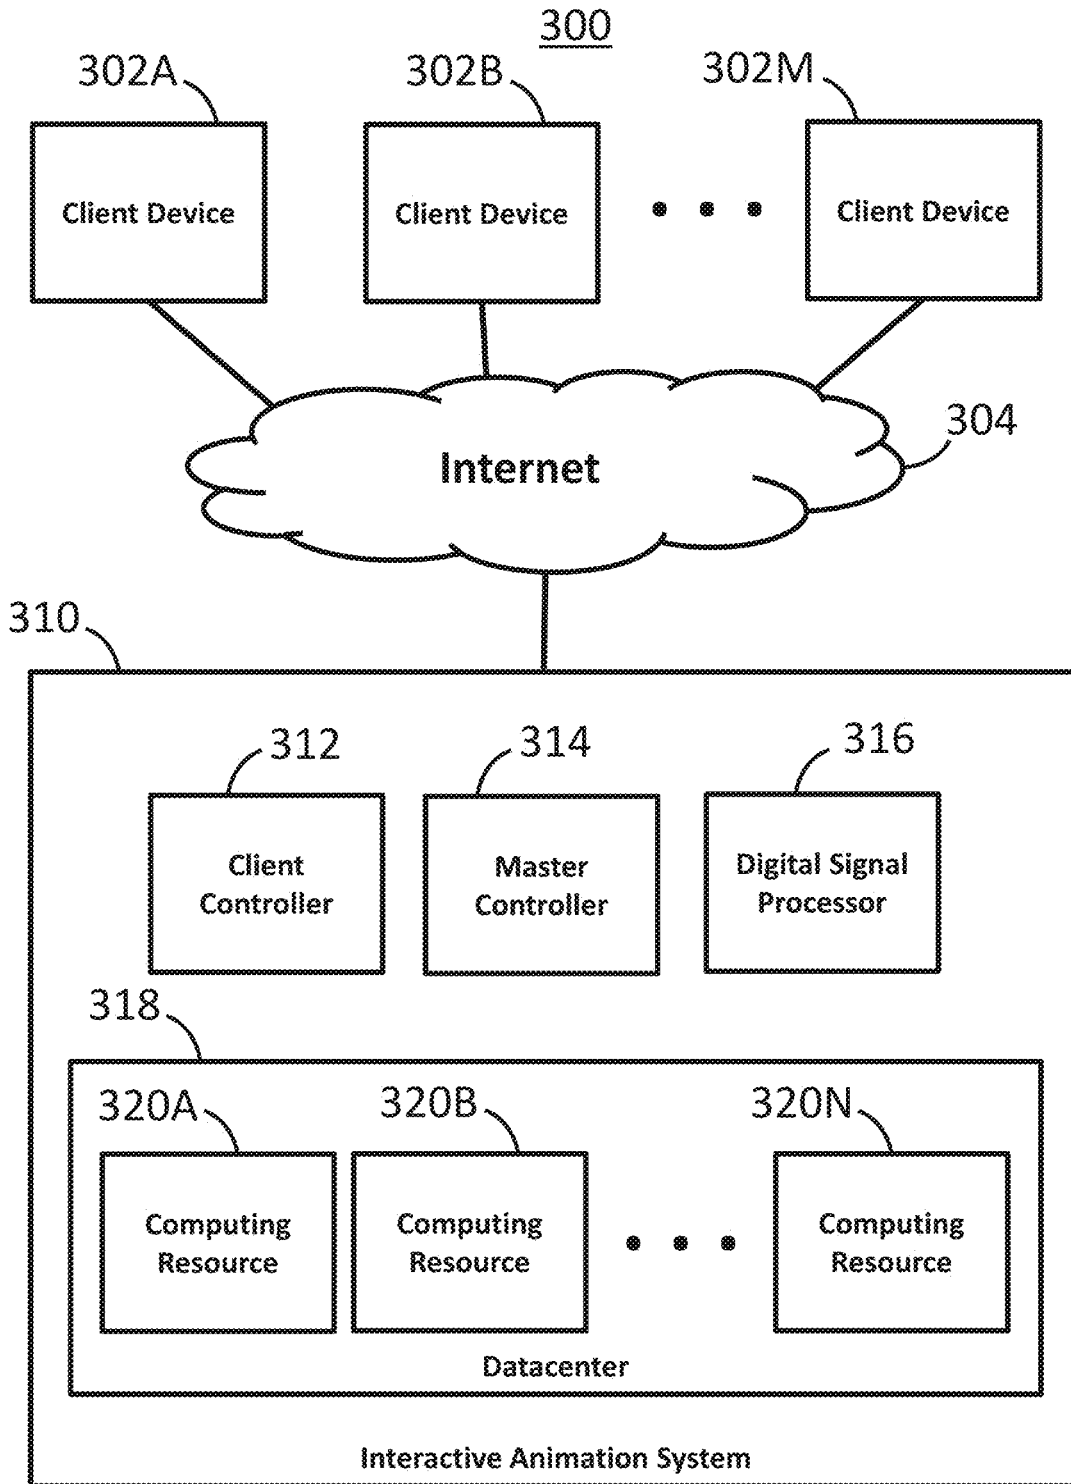 300
302A
302B
302M
Client Device
Client Device
Client Device
304
Internet
310
312
314
316
Client
Controller
Master
Controller
Digital Signal
Processor
318
320A
320B
320N
Computing
Resource
Computing
Resource
Computing
Resource
Datacenter
Interactive Animation System